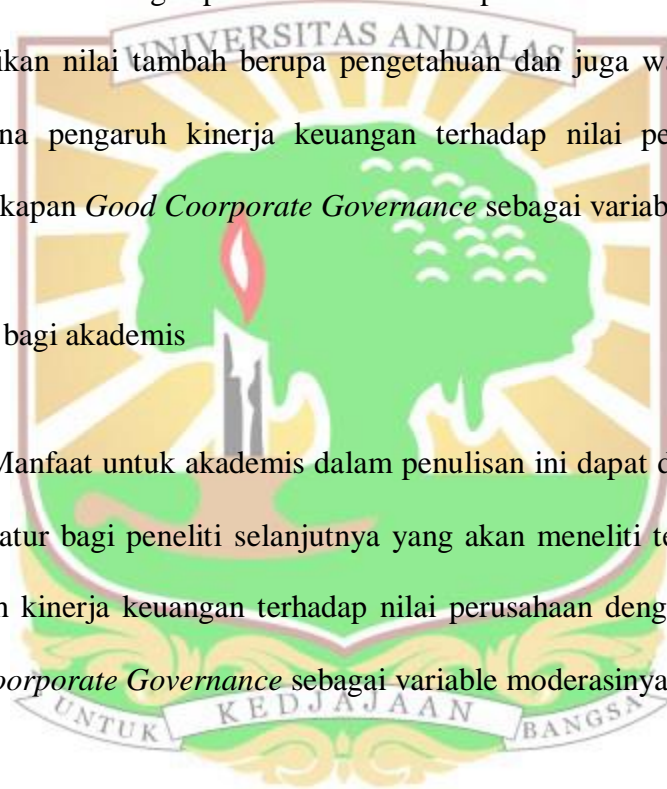 UNIVERSITAS ANDALAS
ikan nilai tambah berupa pengetahuan dan juga wa
na pengaruh kinerja keuangan terhadap nilai pe
kapan Good Coorporate Governance sebagai variab
bagi akademis
Manfaat untuk akademis dalam penulisan ini dapat d
atur bagi peneliti selanjutnya yang akan meneliti te
n kinerja keuangan terhadap nilai perusahaan deng
oorporate Governance sebagai variable moderasinya
UNTUK KEDJAJAAN BANGSA